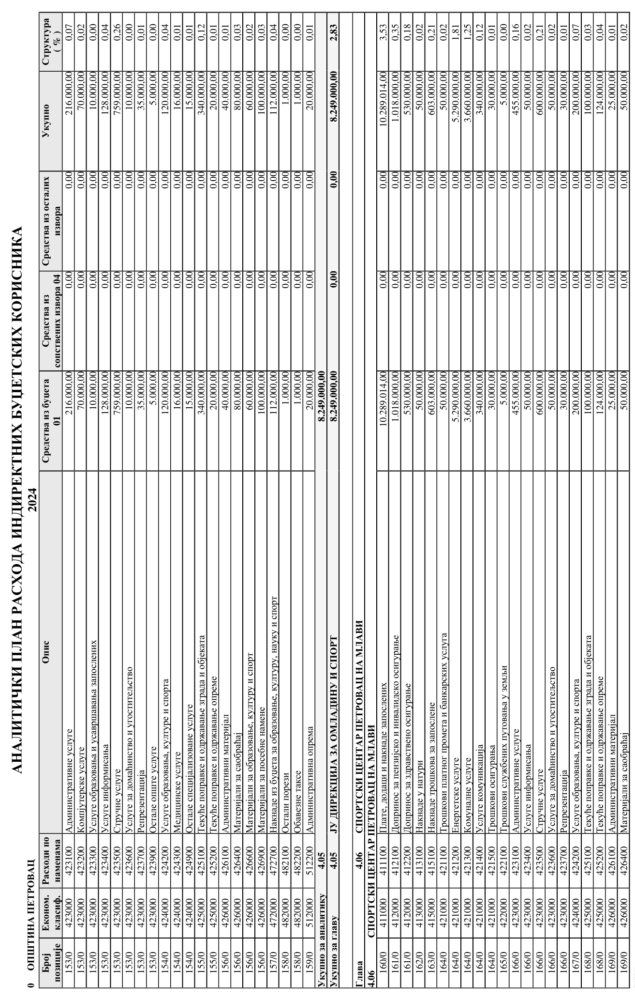 АНАЛИТИЧКИ ПЛАН РАСХОДА ИНДИРЕКТНИХ БУЏЕТСКИХ КОРИСНИКА
2024
0 ОПШТИНА ПЕТРОВАЦ
Број позиције Економ. класиф. Расходи по наменама Опис Средства из буџета 01 Средства из сопствених извора 04 Средства из осталих извора Укупно Структура ( % )
153/0 423000 423100 Административне услуге 216.000,00 0,00 0,00 216.000,00 0,07
153/0 423000 423200 Компјутерске услуге 70.000,00 0,00 0,00 70.000,00 0,02
153/0 423000 423300 Услуге образовања и усавршавања запослених 10.000,00 0,00 0,00 10.000,00 0,00
153/0 423000 423400 Услуге информисања 128.000,00 0,00 0,00 128.000,00 0,04
153/0 423000 423500 Стручне услуге 759.000,00 0,00 0,00 759.000,00 0,26
153/0 423000 423600 Услуге за домаћинство и угоститељство 10.000,00 0,00 0,00 10.000,00 0,00
153/0 423000 423700 Репрезентација 35.000,00 0,00 0,00 35.000,00 0,01
153/0 423000 423900 Остале опште услуге 5.000,00 0,00 0,00 5.000,00 0,00
154/0 424000 424200 Услуге образовања, културе и спорта 120.000,00 0,00 0,00 120.000,00 0,04
154/0 424000 424300 Медицинске услуге 16.000,00 0,00 0,00 16.000,00 0,01
154/0 424000 424900 Остале специјализоване услуге 15.000,00 0,00 0,00 15.000,00 0,01
155/0 425000 425100 Текуће поправке и одржавање зграда и објеката 340.000,00 0,00 0,00 340.000,00 0,12
155/0 425000 425200 Текуће поправке и одржавање опреме 20.000,00 0,00 0,00 20.000,00 0,01
156/0 426000 426100 Административни материјал 40.000,00 0,00 0,00 40.000,00 0,01
156/0 426000 426400 Материјали за саобраћај 80.000,00 0,00 0,00 80.000,00 0,03
156/0 426000 426600 Материјали за образовање, културу и спорт 60.000,00 0,00 0,00 60.000,00 0,02
156/0 426000 426900 Материјали за посебне намене 100.000,00 0,00 0,00 100.000,00 0,03
157/0 472000 472700 Накнаде из буџета за образовање, културу, науку и спорт 112.000,00 0,00 0,00 112.000,00 0,04
158/0 482000 482100 Остали порези 1.000,00 0,00 0,00 1.000,00 0,00
158/0 482000 482200 Обавезне таксе 1.000,00 0,00 0,00 1.000,00 0,00
159/0 512000 512200 Административна опрема 20.000,00 0,00 0,00 20.000,00 0,01
Укупно за аналитику 4.05 8.249.000,00
Укупно за главу 4.05 ЈУ ДИРЕКЦИЈА ЗА ОМЛАДИНУ И СПОРТ 8.249.000,00 0,00 0,00 8.249.000,00 2,83
Глава 4.06 СПОРТСКИ ЦЕНТАР ПЕТРОВАЦ НА МЛАВИ
4.06 СПОРТСКИ ЦЕНТАР ПЕТРОВАЦ НА МЛАВИ
160/0 411000 411100 Плате, додаци и накнаде запослених 10.289.014,00 0,00 0,00 10.289.014,00 3,53
161/0 412000 412100 Допринос за пензијско и инвалидско осигурање 1.018.000,00 0,00 0,00 1.018.000,00 0,35
161/0 412000 412200 Допринос за здравствено осигурање 530.000,00 0,00 0,00 530.000,00 0,18
162/0 413000 413100 Накнаде у натури 50.000,00 0,00 0,00 50.000,00 0,02
163/0 415000 415100 Накнаде трошкова за запослене 603.000,00 0,00 0,00 603.000,00 0,21
164/0 421000 421100 Трошкови платног промета и банкарских услуга 50.000,00 0,00 0,00 50.000,00 0,02
164/0 421000 421200 Енергетске услуге 5.290.000,00 0,00 0,00 5.290.000,00 1,81
164/0 421000 421300 Комуналне услуге 3.660.000,00 0,00 0,00 3.660.000,00 1,25
164/0 421000 421400 Услуге комуникација 340.000,00 0,00 0,00 340.000,00 0,12
164/0 421000 421500 Трошкови осигурања 30.000,00 0,00 0,00 30.000,00 0,01
165/0 422000 422100 Трошкови службених путовања у земљи 5.000,00 0,00 0,00 5.000,00 0,00
166/0 423000 423100 Административне услуге 455.000,00 0,00 0,00 455.000,00 0,16
166/0 423000 423400 Услуге информисања 50.000,00 0,00 0,00 50.000,00 0,02
166/0 423000 423500 Стручне услуге 600.000,00 0,00 0,00 600.000,00 0,21
166/0 423000 423600 Услуге за домаћинство и угоститељство 50.000,00 0,00 0,00 50.000,00 0,02
166/0 423000 423700 Репрезентација 30.000,00 0,00 0,00 30.000,00 0,01
167/0 424000 424200 Услуге образовања, културе и спорта 200.000,00 0,00 0,00 200.000,00 0,07
168/0 425000 425100 Текуће поправке и одржавање зграда и објеката 100.000,00 0,00 0,00 100.000,00 0,03
168/0 425000 425200 Текуће поправке и одржавање опреме 124.000,00 0,00 0,00 124.000,00 0,04
169/0 426000 426100 Административни материјал 25.000,00 0,00 0,00 25.000,00 0,01
169/0 426000 426400 Материјали за саобраћај 50.000,00 0,00 0,00 50.000,00 0,02